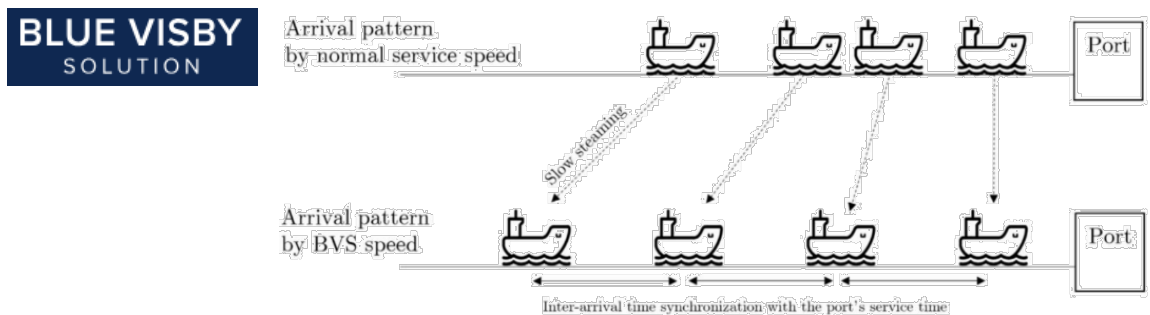 BLUE VISBY
SOLUTION
Arrival pattern
by normal service speed
Port
Slow steaming
Arrival pattern
by BVS speed
Port
Inter-arrival time synchronization with the port's service time